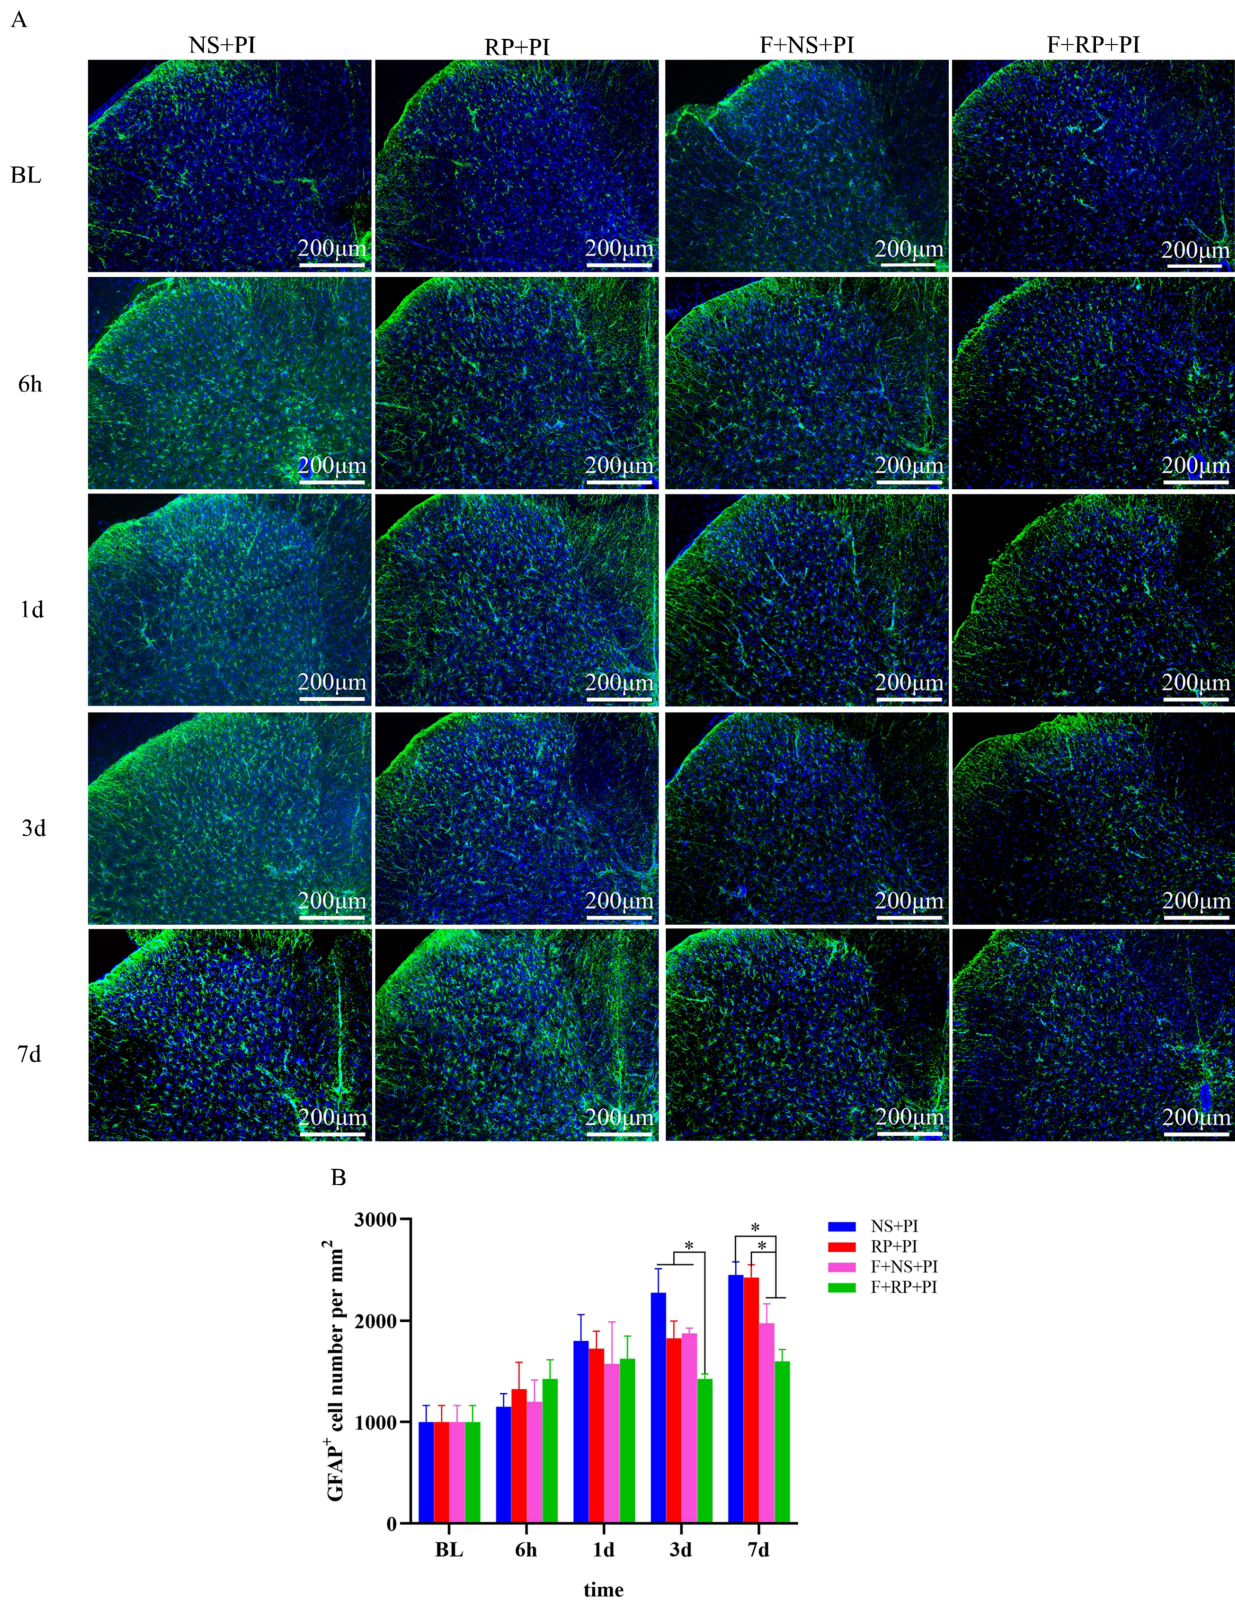 A
NS+PI RP+PI F+NS+PI F+RP+PI
BL
200μm 200μm 200μm 200μm
6h
200μm 200μm 200μm 200μm
1d
200μm 200μm 200μm 200μm
3d
200μm 200μm 200μm 200μm
7d
200μm 200μm 200μm 200μm
B
GFAP+ cell number per mm2
3000
2000
1000
0
* * *
NS+PI
RP+PI
F+NS+PI
F+RP+PI
BL 6h 1d 3d 7d
time